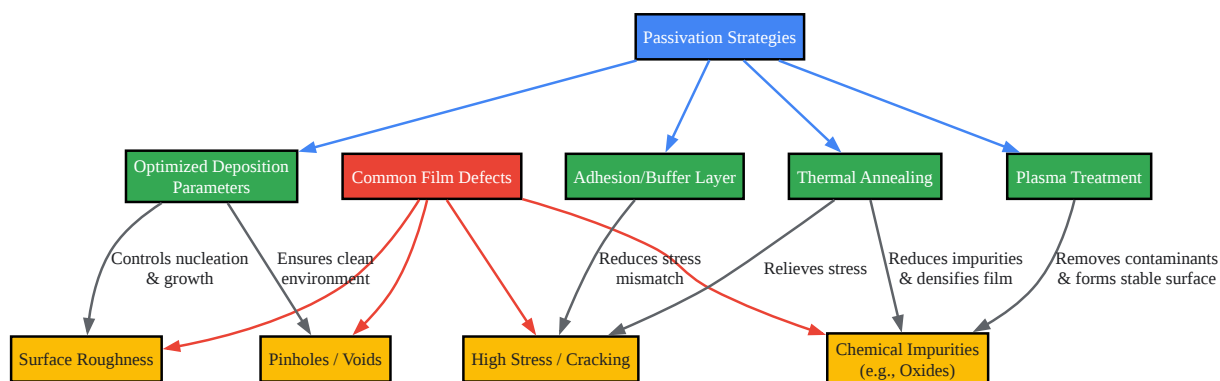 Passivation Strategies
Optimized Deposition
Parameters
Common Film Defects
Adhesion/Buffer Layer
Thermal Annealing
Plasma Treatment
Controls nucleation
& growth
Ensures clean
environment
Reduces stress
mismatch
Relieves stress
Reduces impurities
& densifies film
Removes contaminants
& forms stable surface
Surface Roughness
Pinholes / Voids
High Stress / Cracking
Chemical Impurities
(e.g., Oxides)